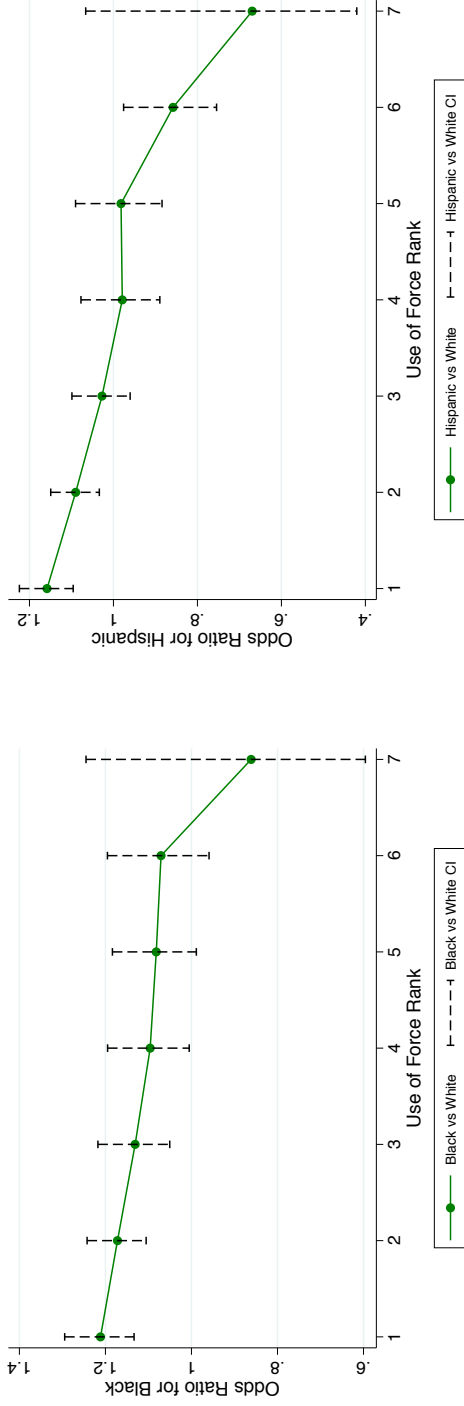 Odds Ratio for Black
1.4
1.2
1
.8
.6
1 2 3 4 5 6 7
Use of Force Rank
Black vs White Black vs White CI
Odds Ratio for Hispanic
1.2
1
.8
.6
.4
1 2 3 4 5 6 7
Use of Force Rank
Hispanic vs White Hispanic vs White CI